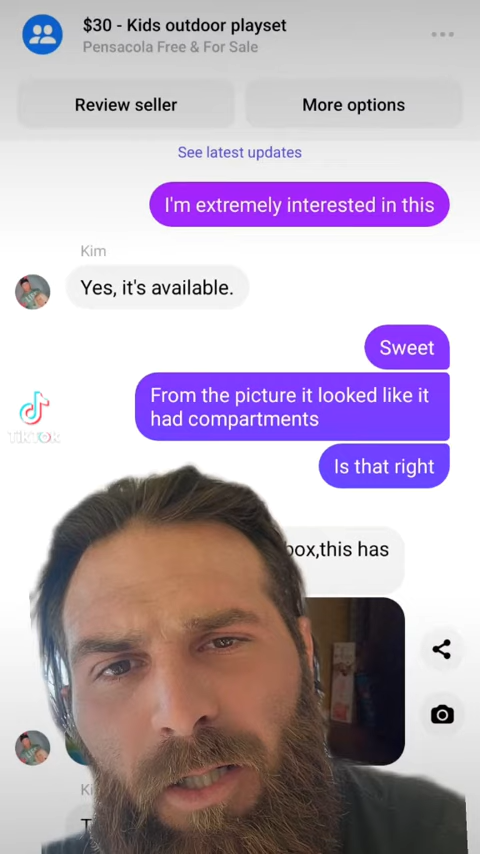 $30 - Kids outdoor playset
Pensacola Free & For Sale
Review seller
More options
See latest updates
I'm extremely interested in this
Kim
Yes, it's available.
Sweet
From the picture it looked like it
had compartments
Is that right
TikTok
box,this has